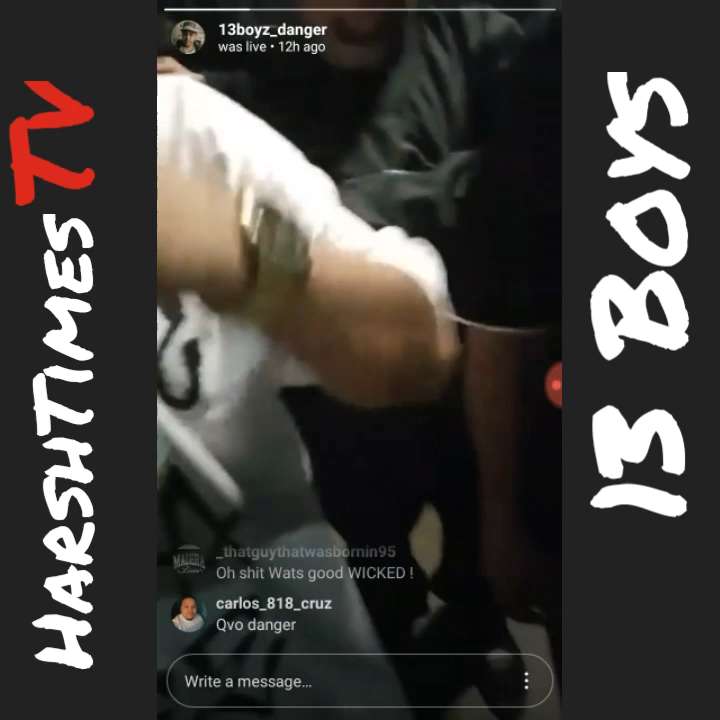 HARSHTIMES TV
13boyz_danger
was live • 12h ago
_thatguythatwasbornin95
Oh shit Wats good WICKED !
carlos_818_cruz
Qvo danger
Write a message...
13 BOYS